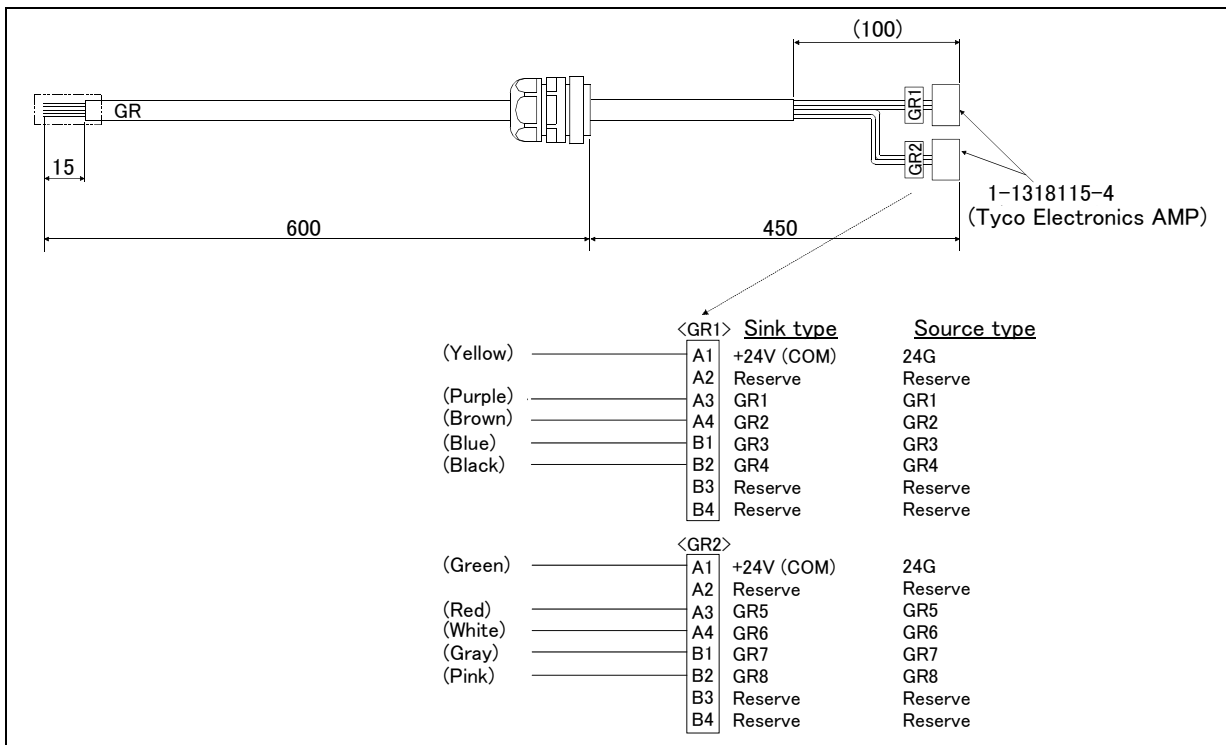 (100)
GR
GR1
GR2
15
1-1318115-4
(Tyco Electronics AMP)
600
450
<GR1> Sink type Source type
(Yellow) A1 +24V (COM) 24G
A2 Reserve Reserve
(Purple) A3 GR1 GR1
(Brown) A4 GR2 GR2
(Blue) B1 GR3 GR3
(Black) B2 GR4 GR4
B3 Reserve Reserve
B4 Reserve Reserve
<GR2>
(Green) A1 +24V (COM) 24G
A2 Reserve Reserve
(Red) A3 GR5 GR5
(White) A4 GR6 GR6
(Gray) B1 GR7 GR7
(Pink) B2 GR8 GR8
B3 Reserve Reserve
B4 Reserve Reserve